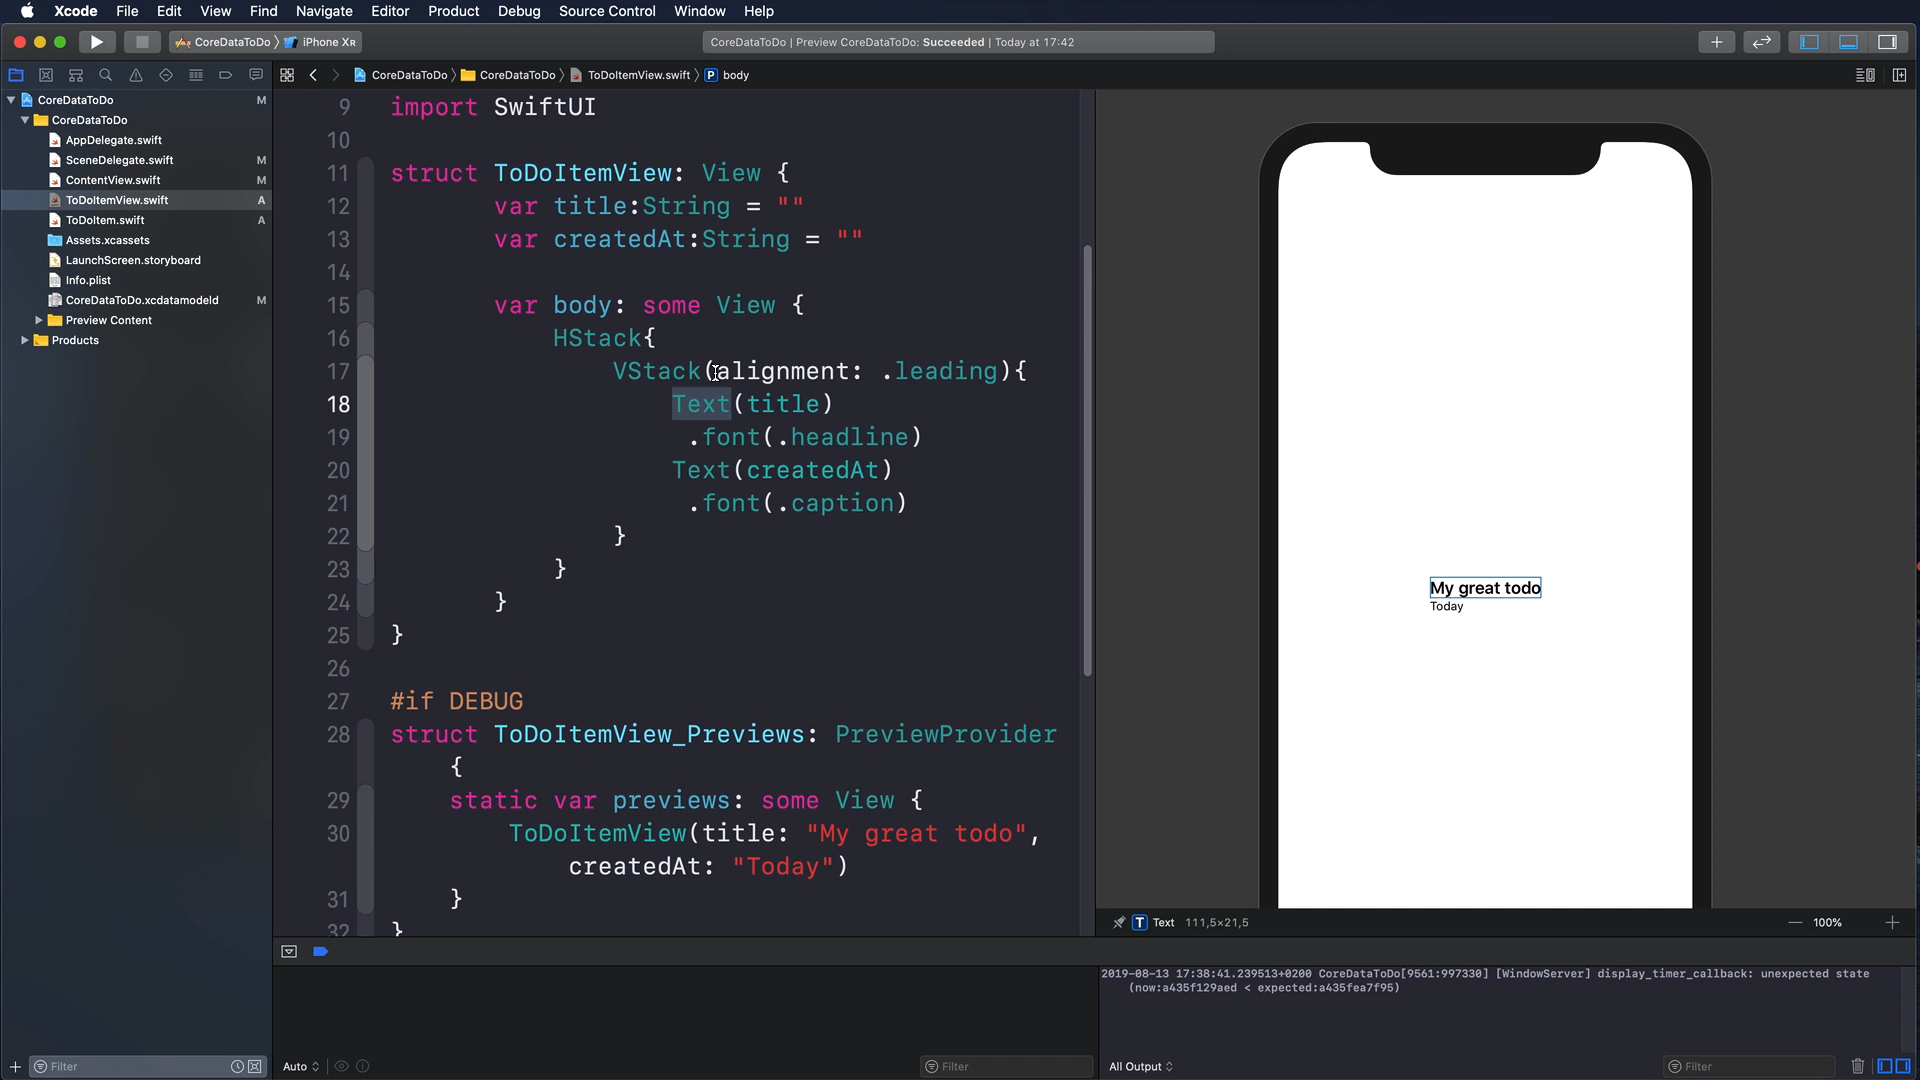 Xcode File Edit View Find Navigate Editor Product Debug Source Control Window Help
CoreDataToDo iPhone XR
CoreDataToDo | Preview CoreDataToDo: Succeeded | Today at 17:42
CoreDataToDo CoreDataToDo ToDoItemView.swift P body
CoreDataToDo M
CoreDataToDo
AppDelegate.swift
SceneDelegate.swift M
ContentView.swift M
ToDoItemView.swift A
ToDoItem.swift A
Assets.xcassets
LaunchScreen.storyboard
Info.plist
CoreDataToDo.xcdatamodeld M
Preview Content
Products
Filter
9 import SwiftUI
10
11 struct ToDoItemView: View {
12 var title:String = ""
13 var createdAt:String = ""
14
15 var body: some View {
16 HStack{
17 VStack(alignment: .leading){
18 Text(title)
19 .font(.headline)
20 Text(createdAt)
21 .font(.caption)
22 }
23 }
24 }
25 }
26
27 #if DEBUG
28 struct ToDoItemView_Previews: PreviewProvider
{
29 static var previews: some View {
30 ToDoItemView(title: "My great todo",
createdAt: "Today")
31 }
32 }
My great todo
Today
T Text 111,5×21,5
100%
2019-08-13 17:38:41.239513+0200 CoreDataToDo[9561:997330] [WindowServer] display_timer_callback: unexpected state
(now:a435f129aed < expected:a435fea7f95)
Auto
Filter
All Output
Filter